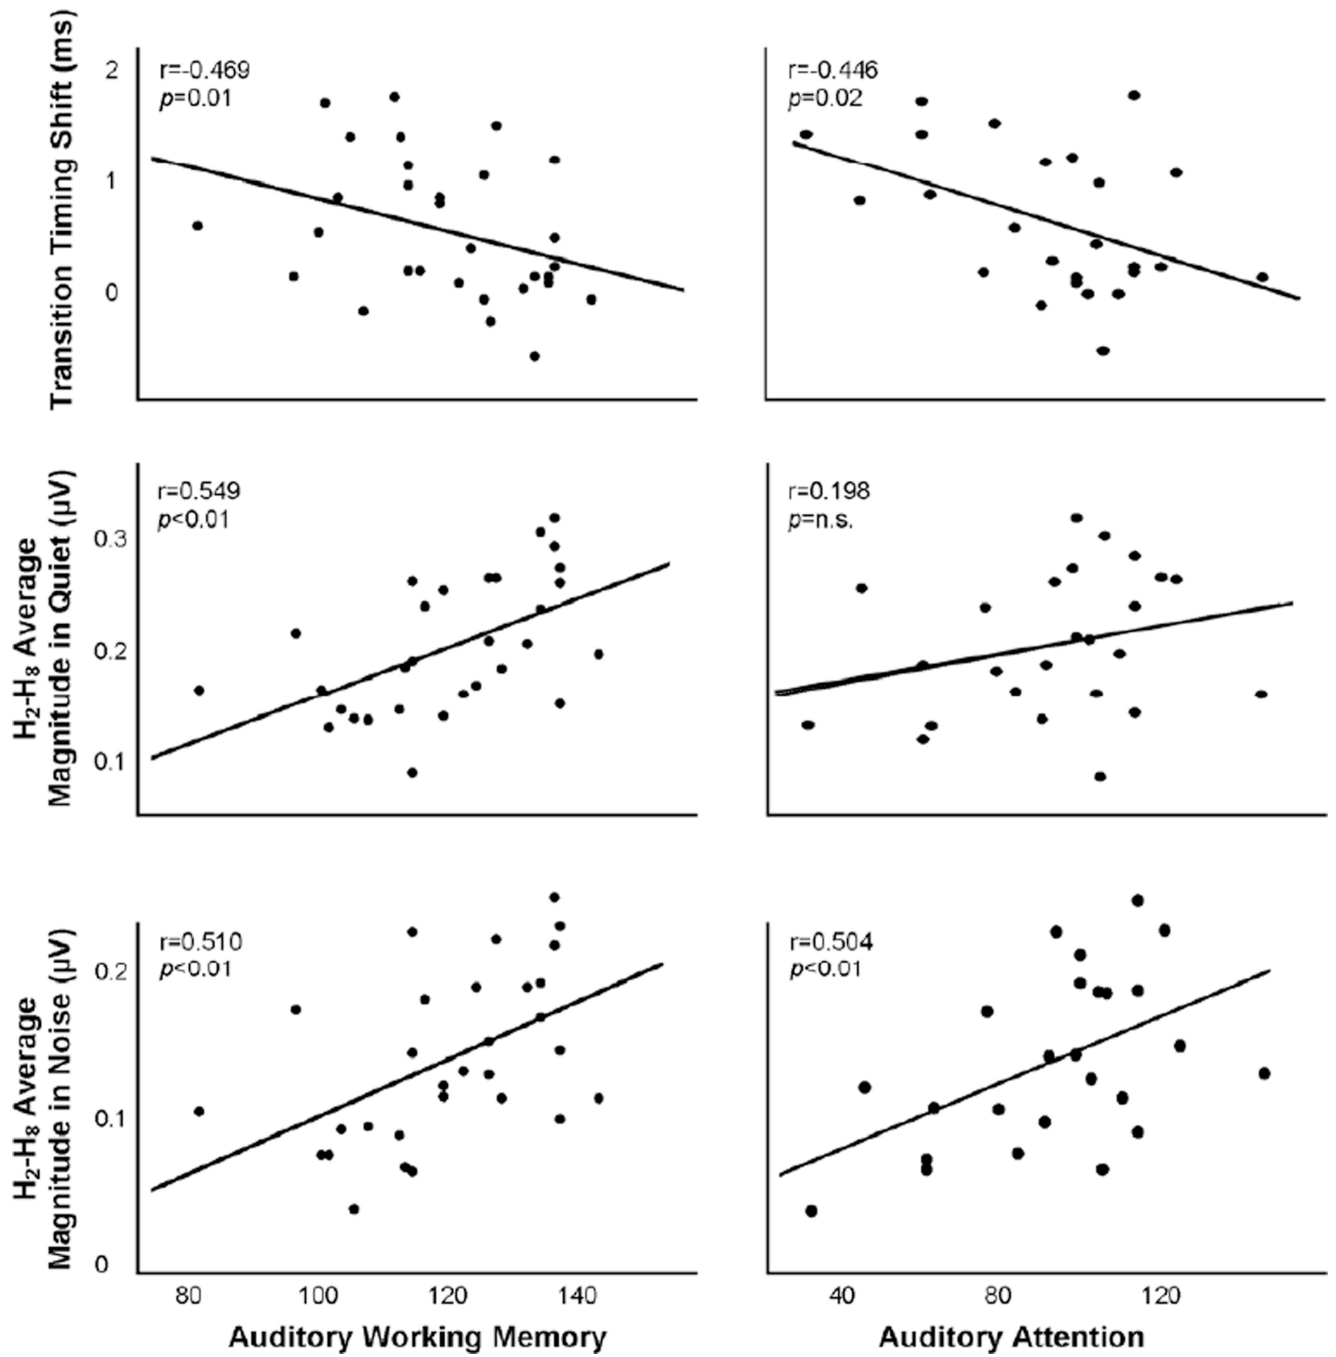 Transition Timing Shift (ms)
2
1
0
r=-0.469
p=0.01
r=-0.446
p=0.02
H₂-H₈ Average
Magnitude in Quiet (µV)
0.3
0.2
0.1
r=0.549
p<0.01
r=0.198
p=n.s.
H₂-H₈ Average
Magnitude in Noise (µV)
0.2
0.1
0
r=0.510
p<0.01
r=0.504
p<0.01
80 100 120 140
40 80 120
Auditory Working Memory
Auditory Attention